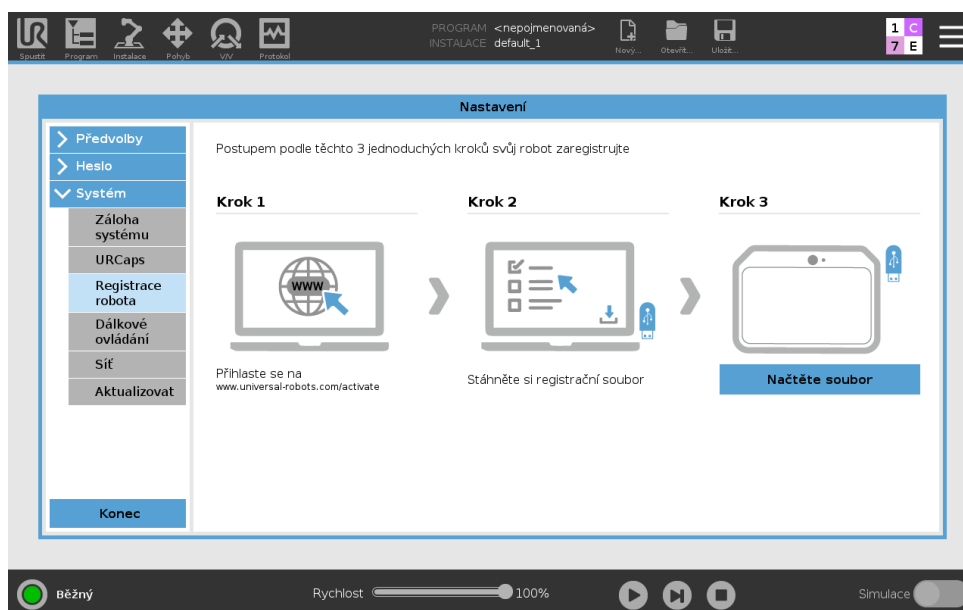 UR
Spustit
Program
Instalace
Pohyb
V/V
Protokol
PROGRAM <nepojmenovaná>
INSTALACE default_1
Nový...
Otevřít...
Uložit...
1 C
7 E
Nastavení
Předvolby
Heslo
Systém
Záloha
systému
URCaps
Registrace
robota
Dálkové
ovládání
Síť
Aktualizovat
Konec
Postupem podle těchto 3 jednoduchých kroků svůj robot zaregistrujte
Krok 1
www
Přihlaste se na
www.universal-robots.com/activate
Krok 2
Stáhněte si registrační soubor
Krok 3
Načtěte soubor
Běžný
Rychlost
100%
Simulace